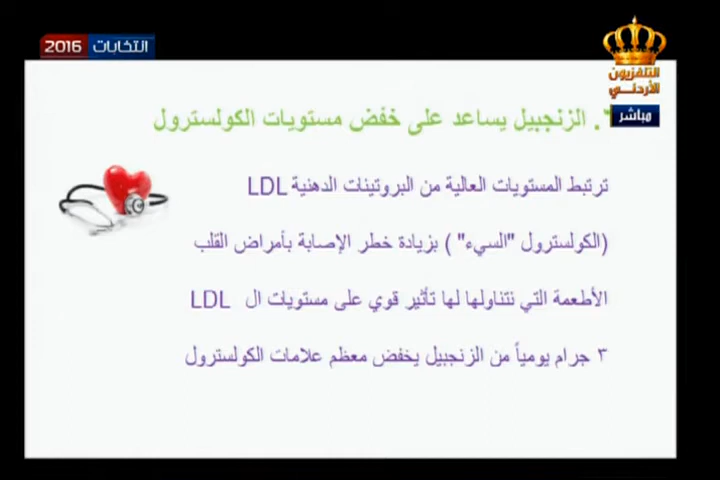 انتخابات 2016
التلفزيون
الأردني
مباشر
. الزنجبيل يساعد على خفض مستويات الكولسترول
ترتبط المستويات العالية من البروتينات الدهنية LDL
(الكولسترول "السيء" ) بزيادة خطر الإصابة بأمراض القلب
الأطعمة التي نتناولها لها تأثير قوي على مستويات ال LDL
٣ جرام يومياً من الزنجبيل يخفض معظم علامات الكولسترول